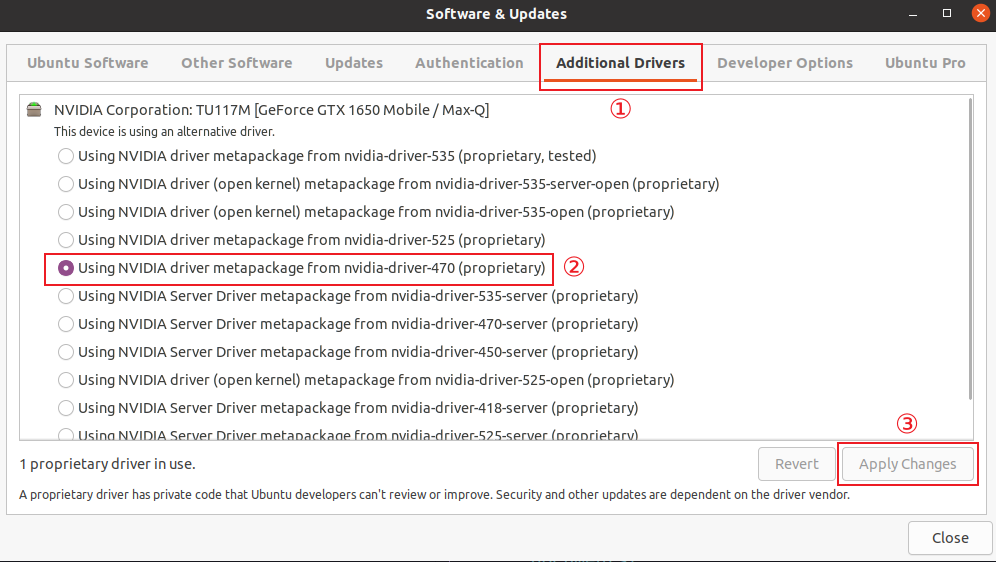 Software & Updates
Ubuntu Software Other Software Updates Authentication Additional Drivers Developer Options Ubuntu Pro
①
NVIDIA Corporation: TU117M [GeForce GTX 1650 Mobile / Max-Q]
This device is using an alternative driver.
Using NVIDIA driver metapackage from nvidia-driver-535 (proprietary, tested)
Using NVIDIA driver (open kernel) metapackage from nvidia-driver-535-server-open (proprietary)
Using NVIDIA driver (open kernel) metapackage from nvidia-driver-535-open (proprietary)
Using NVIDIA driver metapackage from nvidia-driver-525 (proprietary)
Using NVIDIA driver metapackage from nvidia-driver-470 (proprietary) ②
Using NVIDIA Server Driver metapackage from nvidia-driver-535-server (proprietary)
Using NVIDIA Server Driver metapackage from nvidia-driver-470-server (proprietary)
Using NVIDIA Server Driver metapackage from nvidia-driver-450-server (proprietary)
Using NVIDIA driver (open kernel) metapackage from nvidia-driver-525-open (proprietary)
Using NVIDIA Server Driver metapackage from nvidia-driver-418-server (proprietary)
Using NVIDIA Server Driver metapackage from nvidia-driver-525-server (proprietary)
③
1 proprietary driver in use. Revert Apply Changes
A proprietary driver has private code that Ubuntu developers can't review or improve. Security and other updates are dependent on the driver vendor.
Close